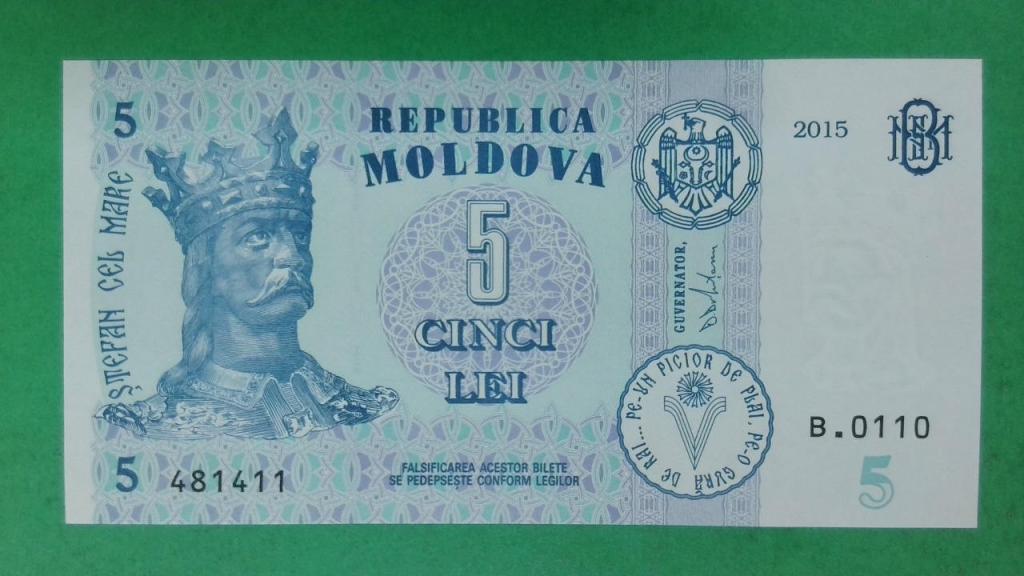 5
ȘTEFAN CEL MARE
REPUBLICA
MOLDOVA
5
CINCI
LEI
5 481411
FALSIFICAREA ACESTOR BILETE
SE PEDEPSEȘTE CONFORM LEGILOR
GUVERNATOR,
PE-UN PICIOR DE PLAI, PE-O GURĂ DE RAI...
2015
B.0110
5